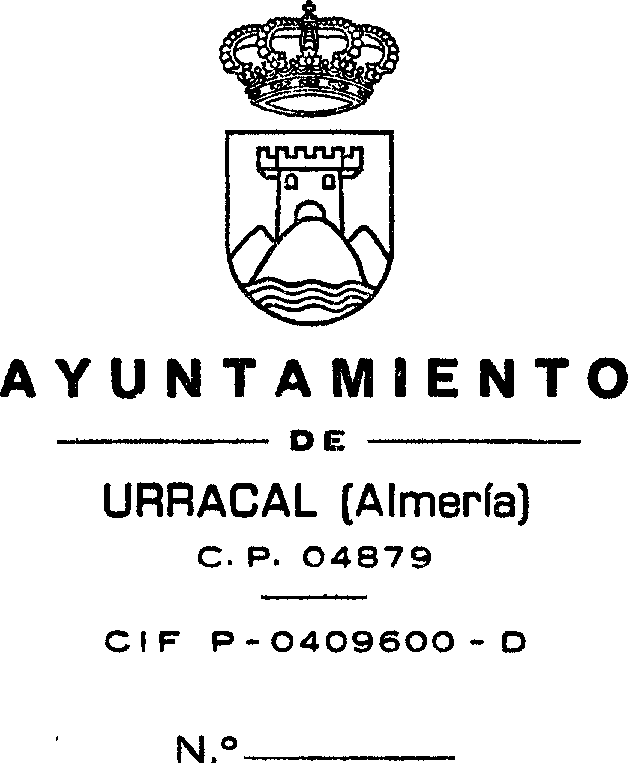 AYUNTAMIENTO
DE
URRACAL (Almería)
C. P. 04879
CIF P-0409600-D
N.º